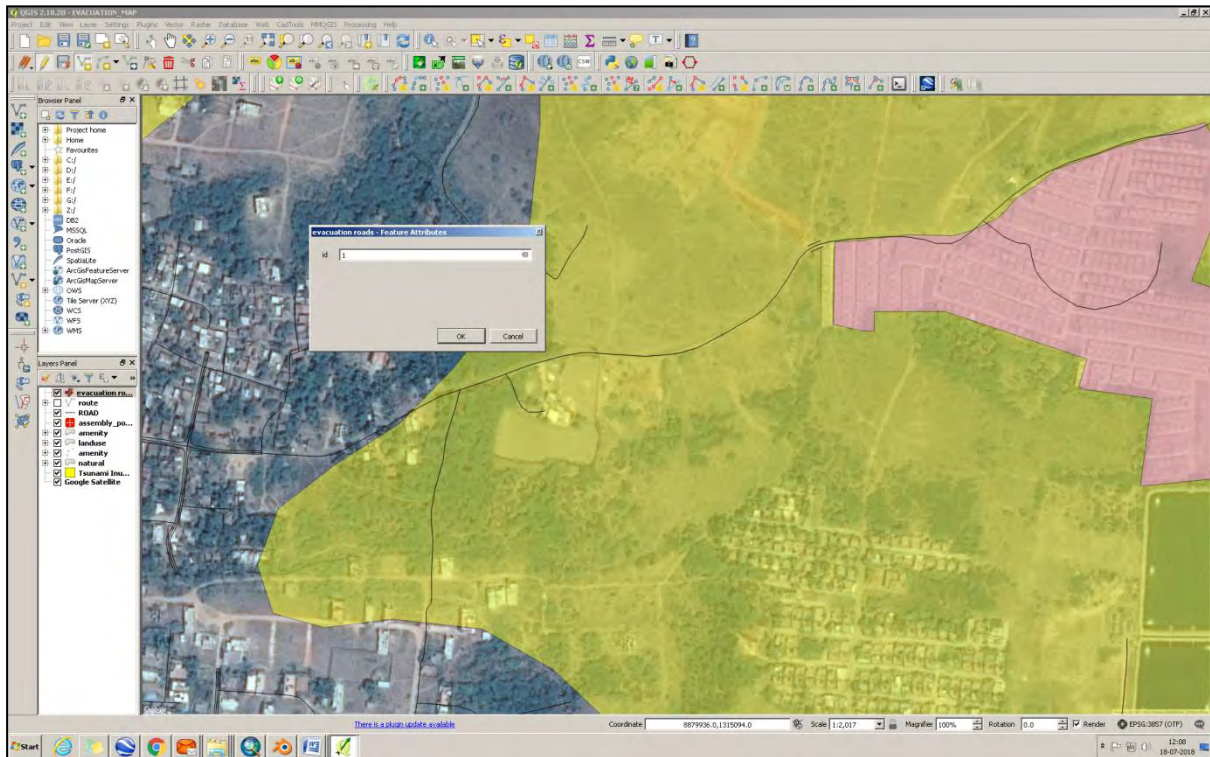 QGIS 2.18.20 - EVACUATION_MAP
Project Edit View Layer Settings Plugins Vector Raster Database Web CadTools MMQGIS Processing Help
CSW
Browser Panel
Project home
Home
Favourites
C:/
D:/
E:/
F:/
G:/
Z:/
DB2
MSSQL
Oracle
PostGIS
SpatiaLite
ArcGisFeatureServer
ArcGisMapServer
OWS
Tile Server (XYZ)
WCS
WFS
WMS
Layers Panel
evacuation ro...
route
ROAD
assembly_po...
amenity
landuse
amenity
natural
Tsunami Inu...
Google Satellite
evacuation roads - Feature Attributes
id 1
OK Cancel
Google
There is a plugin update available
Coordinate 8879936.0,1315094.0 Scale 1:2,017 Magnifier 100% Rotation 0.0 Render EPSG:3857 (OTF)
Start
12:08
18-07-2018